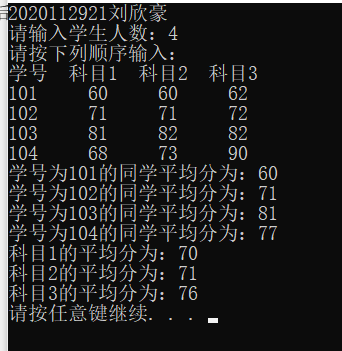 2020112921刘欣豪
请输入学生人数：4
请按下列顺序输入：
学号 科目1 科目2 科目3
101 60 60 62
102 71 71 72
103 81 82 82
104 68 73 90
学号为101的同学平均分为：60
学号为102的同学平均分为：71
学号为103的同学平均分为：81
学号为104的同学平均分为：77
科目1的平均分为：70
科目2的平均分为：71
科目3的平均分为：76
请按任意键继续. . .